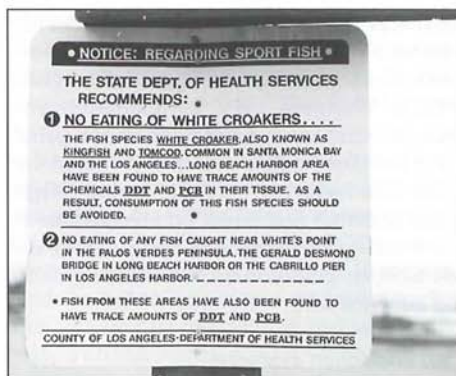 • NOTICE: REGARDING SPORT FISH •
THE STATE DEPT. OF HEALTH SERVICES
RECOMMENDS:
1 NO EATING OF WHITE CROAKERS....
THE FISH SPECIES WHITE CROAKER, ALSO KNOWN AS
KINGFISH AND TOMCOD, COMMON IN SANTA MONICA BAY
AND THE LOS ANGELES...LONG BEACH HARBOR AREA
HAVE BEEN FOUND TO HAVE TRACE AMOUNTS OF THE
CHEMICALS DDT AND PCB IN THEIR TISSUE. AS A
RESULT, CONSUMPTION OF THIS FISH SPECIES SHOULD
BE AVOIDED.
2 NO EATING OF ANY FISH CAUGHT NEAR WHITE'S POINT
IN THE PALOS VERDES PENINSULA, THE GERALD DESMOND
BRIDGE IN LONG BEACH HARBOR OR THE CABRILLO PIER
IN LOS ANGELES HARBOR.
• FISH FROM THESE AREAS HAVE ALSO BEEN FOUND TO
HAVE TRACE AMOUNTS OF DDT AND PCB.
COUNTY OF LOS ANGELES-DEPARTMENT OF HEALTH SERVICES